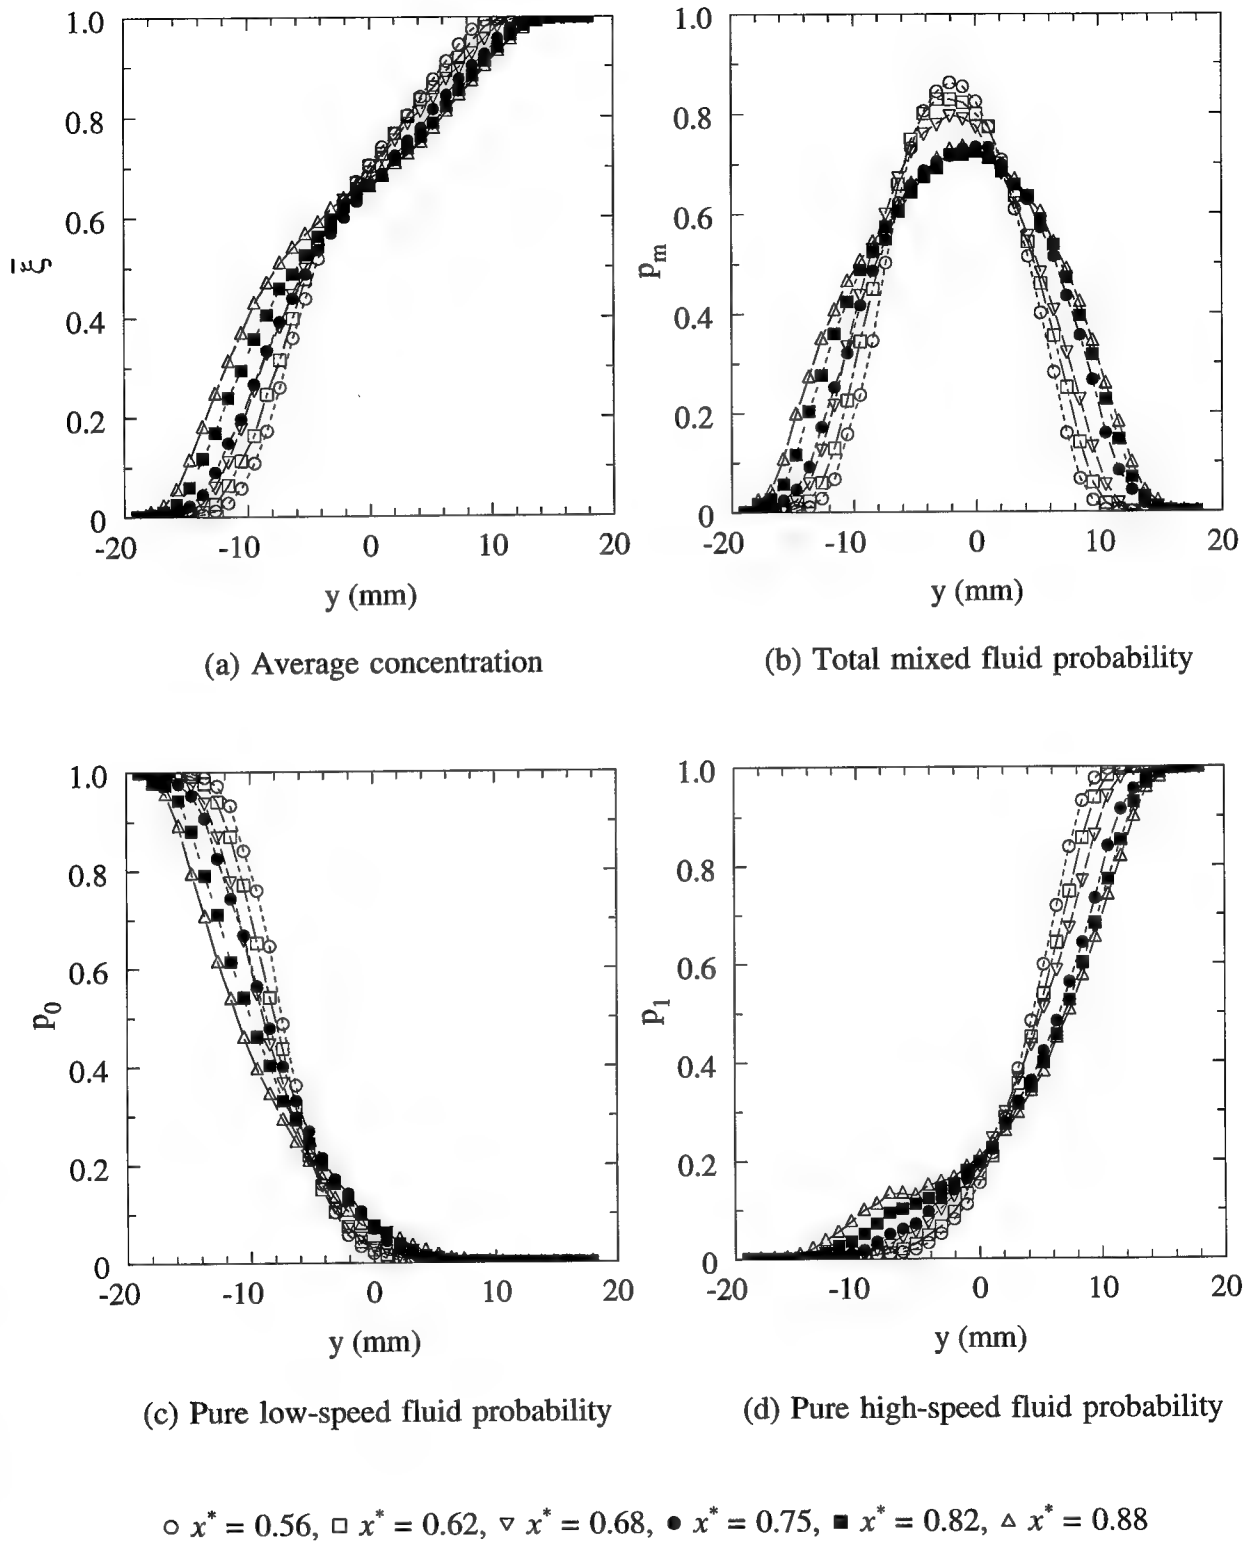 1.0
0.8
0.6
0.4
0.2
0
ξ̅
-20 -10 0 10 20
y (mm)
(a) Average concentration
1.0
0.8
0.6
0.4
0.2
0
pₘ
-20 -10 0 10 20
y (mm)
(b) Total mixed fluid probability
1.0
0.8
0.6
0.4
0.2
0
p₀
-20 -10 0 10 20
y (mm)
(c) Pure low-speed fluid probability
1.0
0.8
0.6
0.4
0.2
0
p₁
-20 -10 0 10 20
y (mm)
(d) Pure high-speed fluid probability
○ x* = 0.56, □ x* = 0.62, ▽ x* = 0.68, ● x* = 0.75, ■ x* = 0.82, △ x* = 0.88